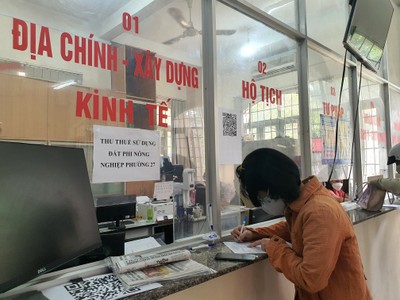 01
ĐỊA CHÍNH - XÂY DỰNG
KINH TẾ
THU THUẾ SỬ DỤNG
ĐẤT PHI NÔNG
NGHIỆP PHƯỜNG 27
02
HỘ TỊCH